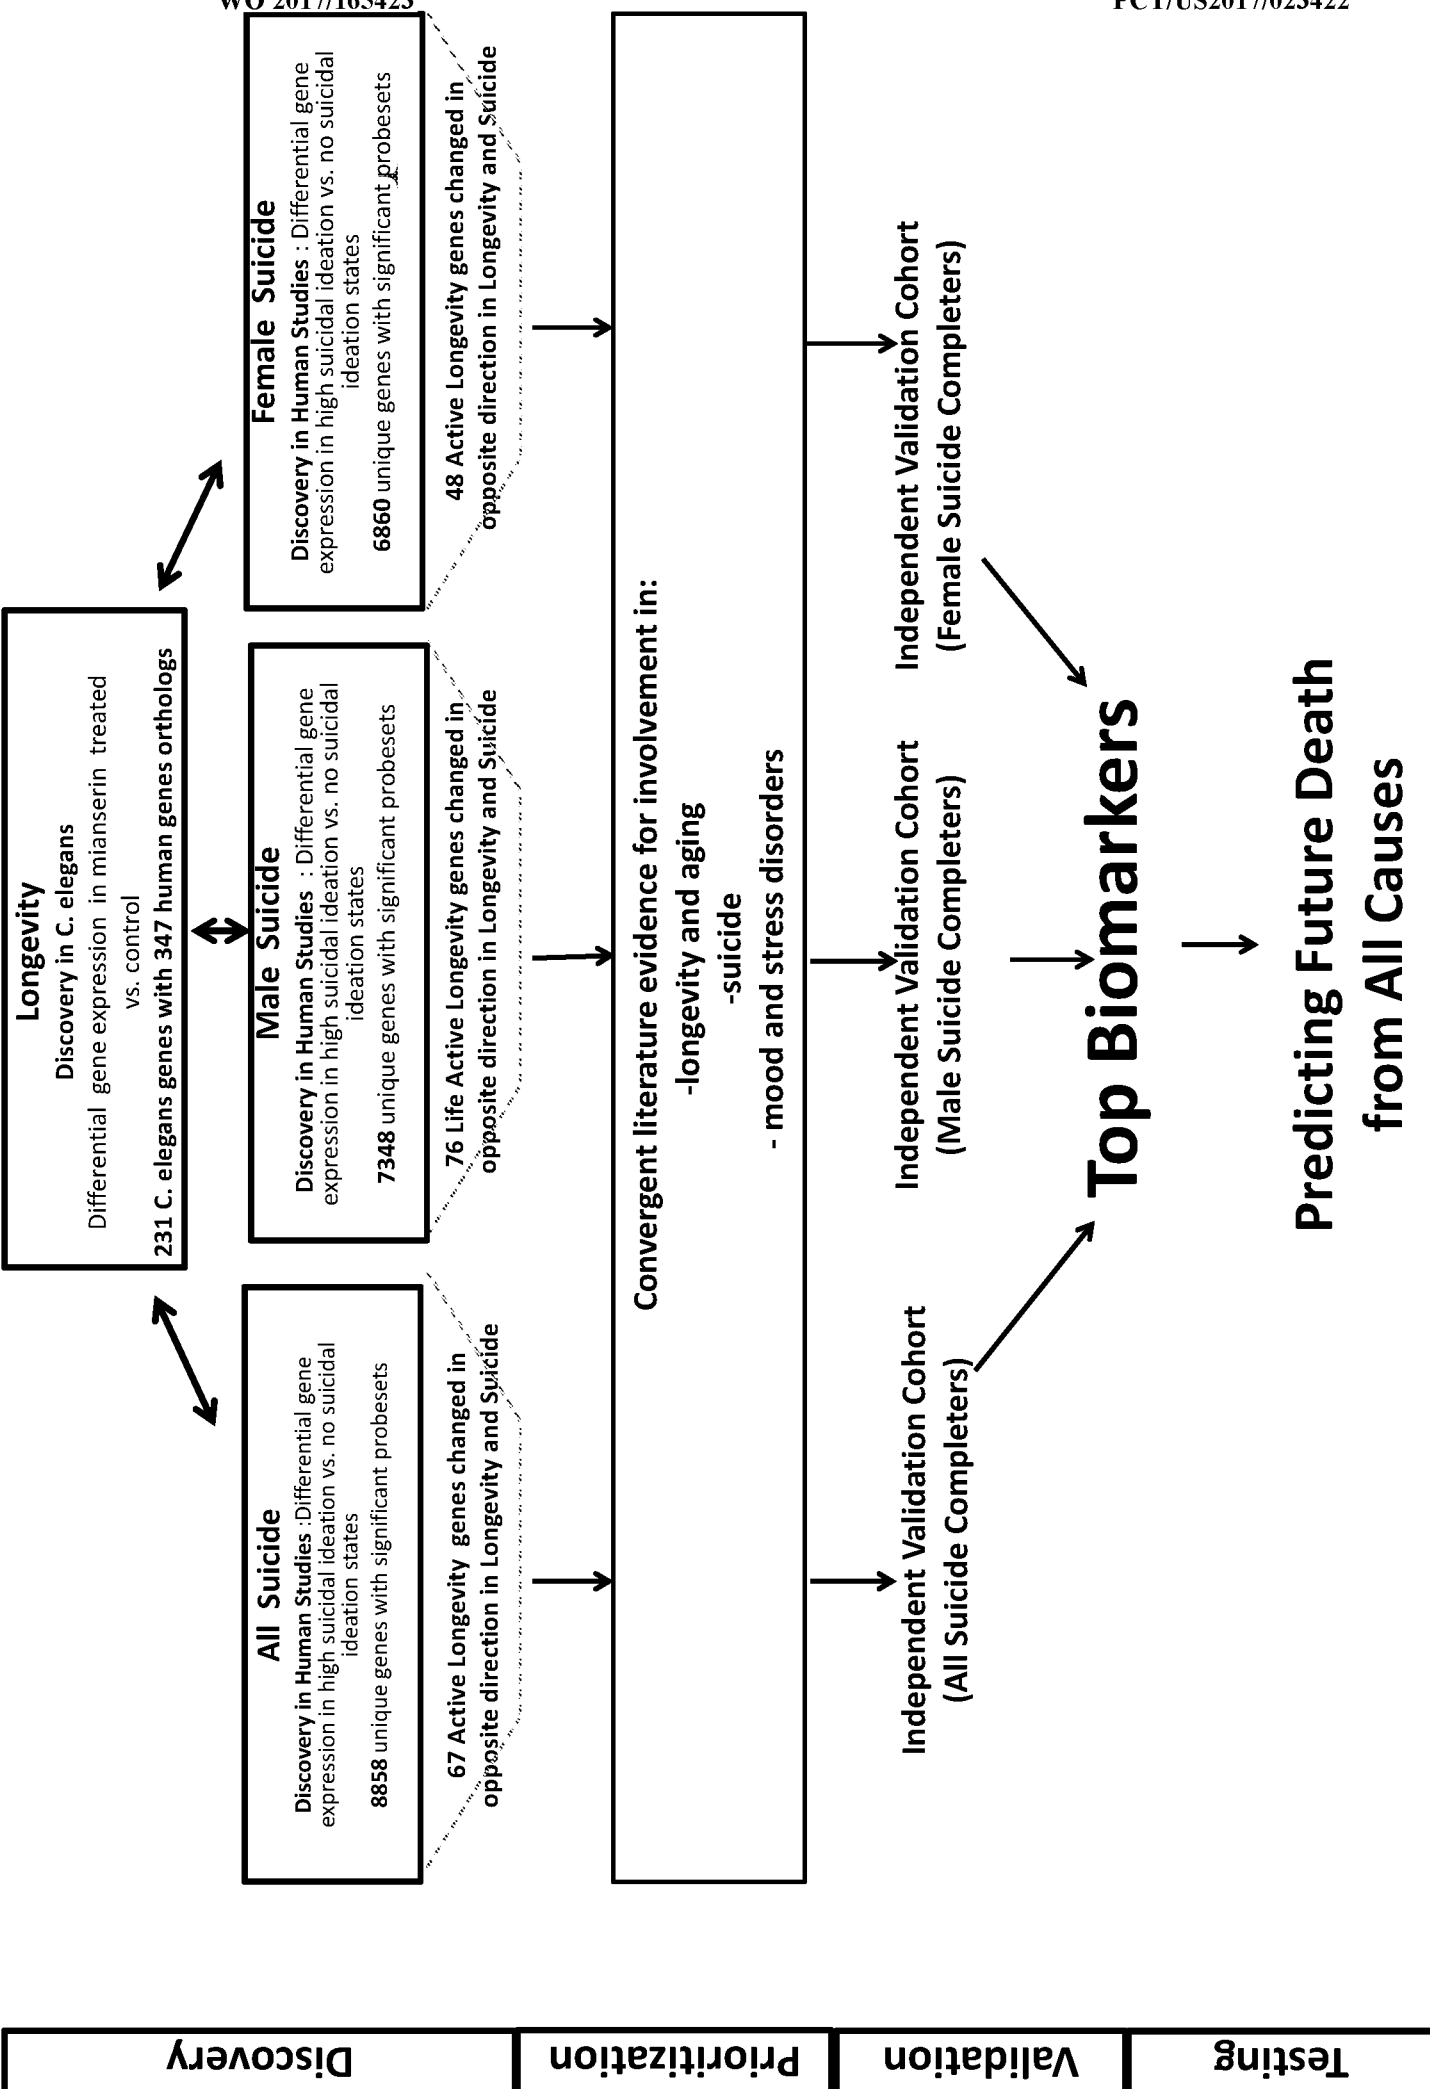 WO 2017/165423
PCT/US2017/023422
Longevity
Discovery in C. elegans
Differential gene expression in mianserin treated
vs. control
231 C. elegans genes with 347 human genes orthologs
All Suicide
Discovery in Human Studies :Differential gene
expression in high suicidal ideation vs. no suicidal
ideation states
8858 unique genes with significant probesets
67 Active Longevity genes changed in
opposite direction in Longevity and Suicide
Male Suicide
Discovery in Human Studies : Differential gene
expression in high suicidal ideation vs. no suicidal
ideation states
7348 unique genes with significant probesets
76 Life Active Longevity genes changed in
opposite direction in Longevity and Suicide
Female Suicide
Discovery in Human Studies : Differential gene
expression in high suicidal ideation vs. no suicidal
ideation states
6860 unique genes with significant probesets
48 Active Longevity genes changed in
opposite direction in Longevity and Suicide
Convergent literature evidence for involvement in:
-longevity and aging
-suicide
- mood and stress disorders
Independent Validation Cohort
(All Suicide Completers)
Independent Validation Cohort
(Male Suicide Completers)
Independent Validation Cohort
(Female Suicide Completers)
Top Biomarkers
Predicting Future Death
from All Causes
Discovery
Prioritization
Validation
Testing